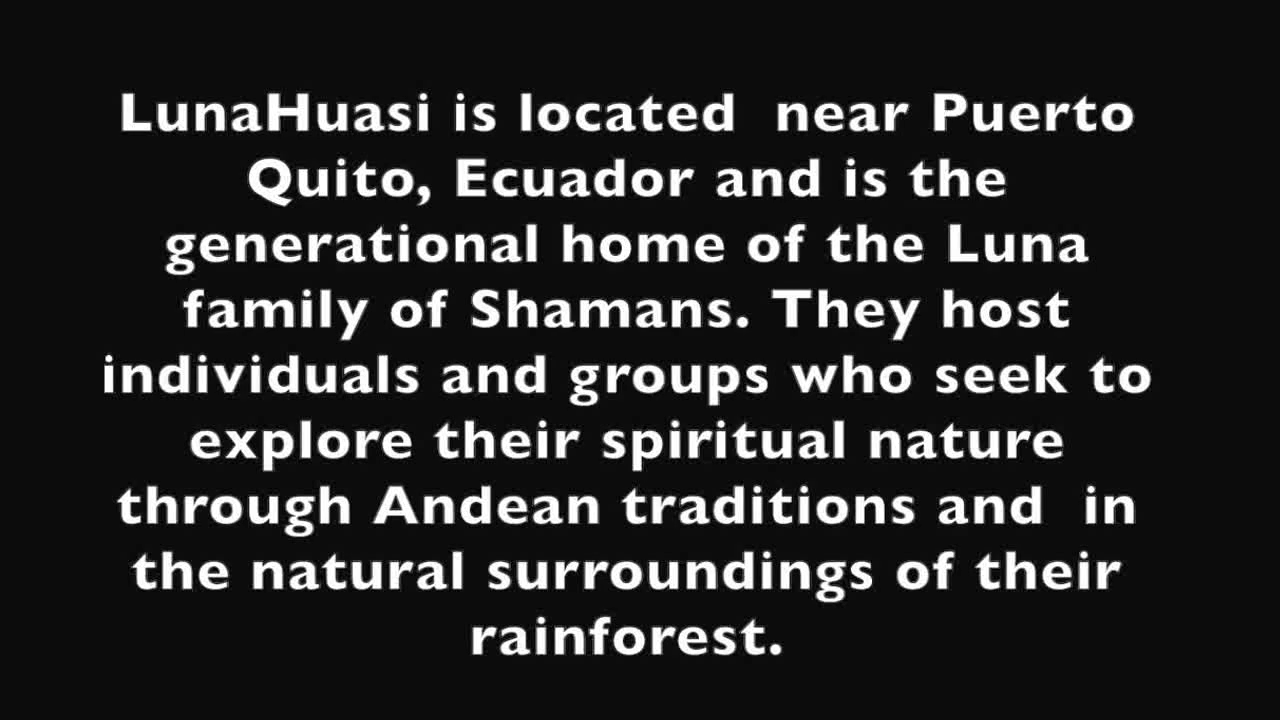 LunaHuasi is located  near Puerto
Quito, Ecuador and is the
generational home of the Luna
family of Shamans. They host
individuals and groups who seek to
explore their spiritual nature
through Andean traditions and  in
the natural surroundings of their
rainforest.